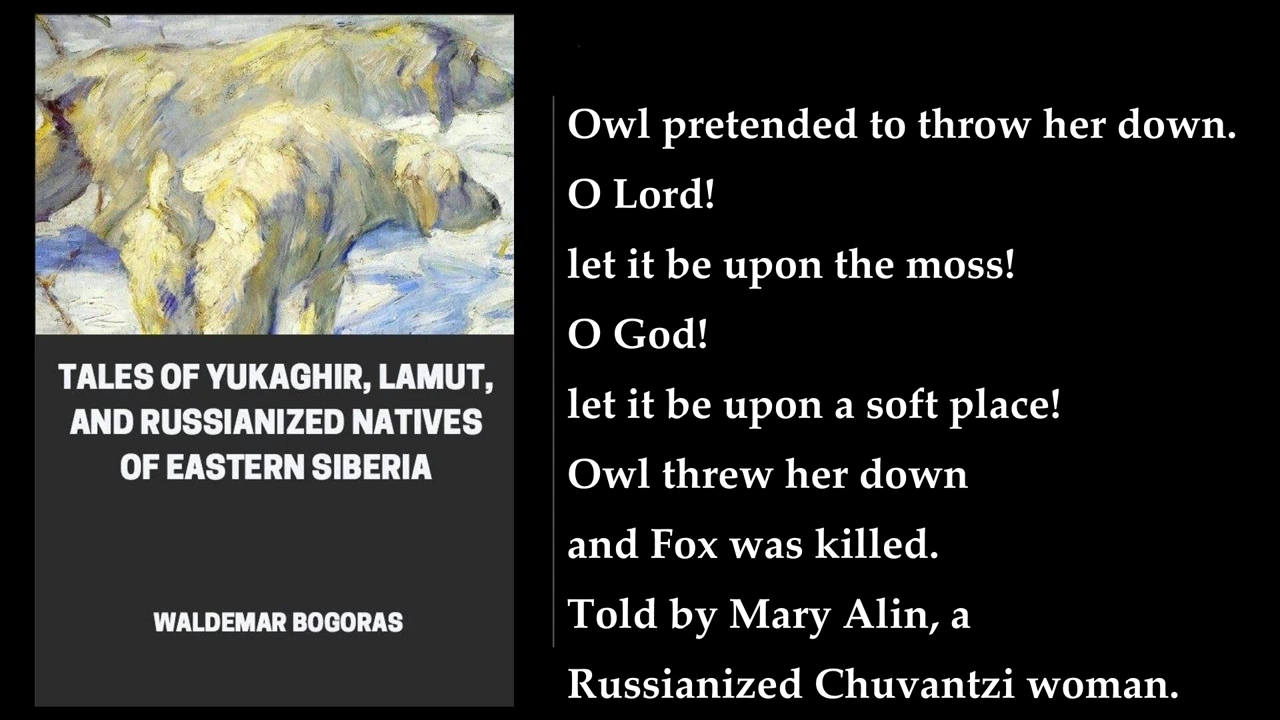 TALES OF YUKAGHIR, LAMUT,
AND RUSSIANIZED NATIVES
OF EASTERN SIBERIA
WALDEMAR BOGORAS
Owl pretended to throw her down.
O Lord!
let it be upon the moss!
O God!
let it be upon a soft place!
Owl threw her down
and Fox was killed.
Told by Mary Alin, a
Russianized Chuvantzi woman.